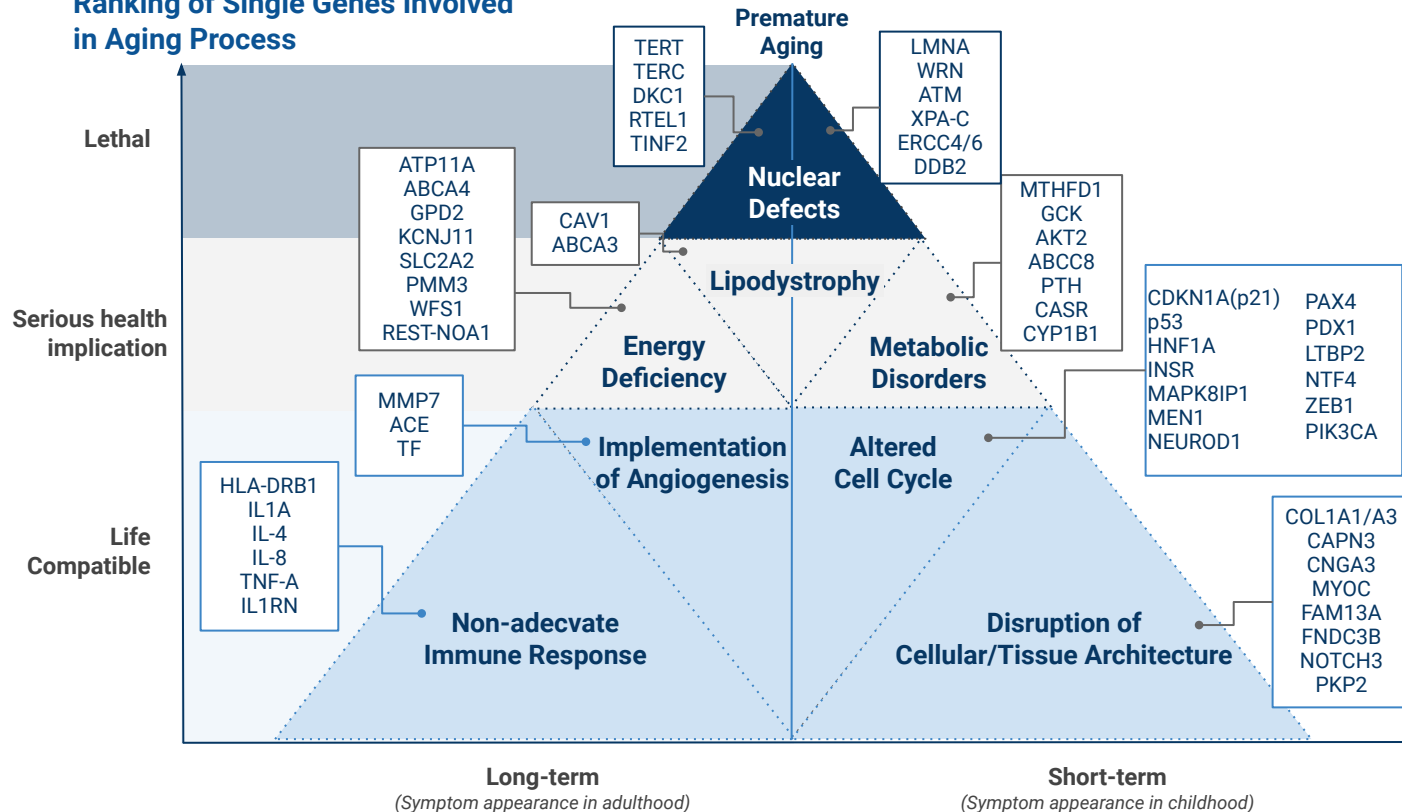 Ranking of Single Genes Involved
in Aging Process
Premature
Aging
TERT
TERC
DKC1
RTEL1
TINF2
LMNA
WRN
ATM
XPA-C
ERCC4/6
DDB2
Lethal
Nuclear
Defects
ATP11A
ABCA4
GPD2
KCNJ11
SLC2A2
PMM3
WFS1
REST-NOA1
CAV1
ABCA3
MTHFD1
GCK
AKT2
ABCC8
PTH
CASR
CYP1B1
Lipodystrophy
Serious health
implication
Energy
Deficiency
Metabolic
Disorders
CDKN1A(p21)
p53
HNF1A
INSR
MAPK8IP1
MEN1
NEUROD1
PAX4
PDX1
LTBP2
NTF4
ZEB1
PIK3CA
MMP7
ACE
TF
Implementation
of Angiogenesis
Altered
Cell Cycle
HLA-DRB1
IL1A
IL-4
IL-8
TNF-A
IL1RN
Life
Compatible
COL1A1/A3
CAPN3
CNGA3
MYOC
FAM13A
FNDC3B
NOTCH3
PKP2
Non-adecvate
Immune Response
Disruption of
Cellular/Tissue Architecture
Long-term
(Symptom appearance in adulthood)
Short-term
(Symptom appearance in childhood)